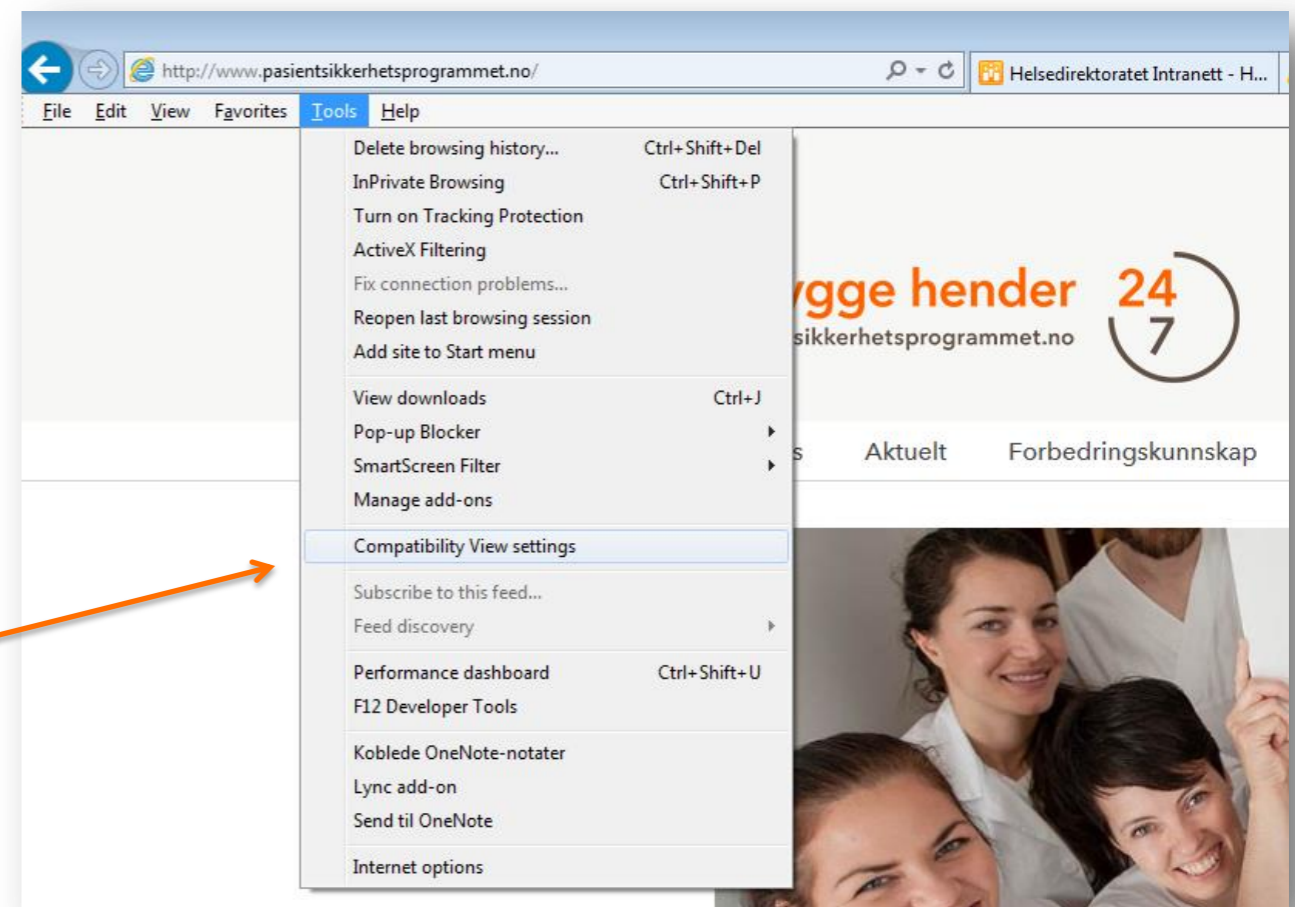 http://www.pasientsikkerhetsprogrammet.no/
Helsedirektoratet Intranett - H...
File Edit View Favorites Tools Help
Delete browsing history... Ctrl+Shift+Del
InPrivate Browsing Ctrl+Shift+P
Turn on Tracking Protection
ActiveX Filtering
Fix connection problems...
Reopen last browsing session
Add site to Start menu
View downloads Ctrl+J
Pop-up Blocker
SmartScreen Filter
Manage add-ons
Compatibility View settings
Subscribe to this feed...
Feed discovery
Performance dashboard Ctrl+Shift+U
F12 Developer Tools
Koblede OneNote-notater
Lync add-on
Send til OneNote
Internet options
ygge hender
sikkerhetsprogrammet.no
24
7
s Aktuelt Forbedringskunnskap